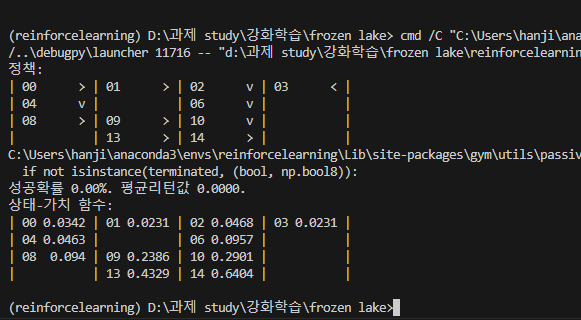 (reinforcelearning) D:\과제 study\강화학습\frozen lake> cmd /C "C:\Users\hanji\ana
/..\debugpy\launcher 11716 -- "d:\과제 study\강화학습\frozen lake\reinforcelearnin
정책:
| 00     > | 01     > | 02     v | 03     < |
| 04     v |          | 06     v |          |
| 08     > | 09     > | 10     v |          |
|          | 13     > | 14     > |          |
C:\Users\hanji\anaconda3\envs\reinforcelearning\Lib\site-packages\gym\utils\passiv
  if not isinstance(terminated, (bool, np.bool8)):
성공확률 0.00%. 평균리턴값 0.0000.
상태-가치 함수:
| 00 0.0342 | 01 0.0231 | 02 0.0468 | 03 0.0231 |
| 04 0.0463 |           | 06 0.0957 |           |
| 08  0.094 | 09 0.2386 | 10 0.2901 |           |
|           | 13 0.4329 | 14 0.6404 |           |
(reinforcelearning) D:\과제 study\강화학습\frozen lake>